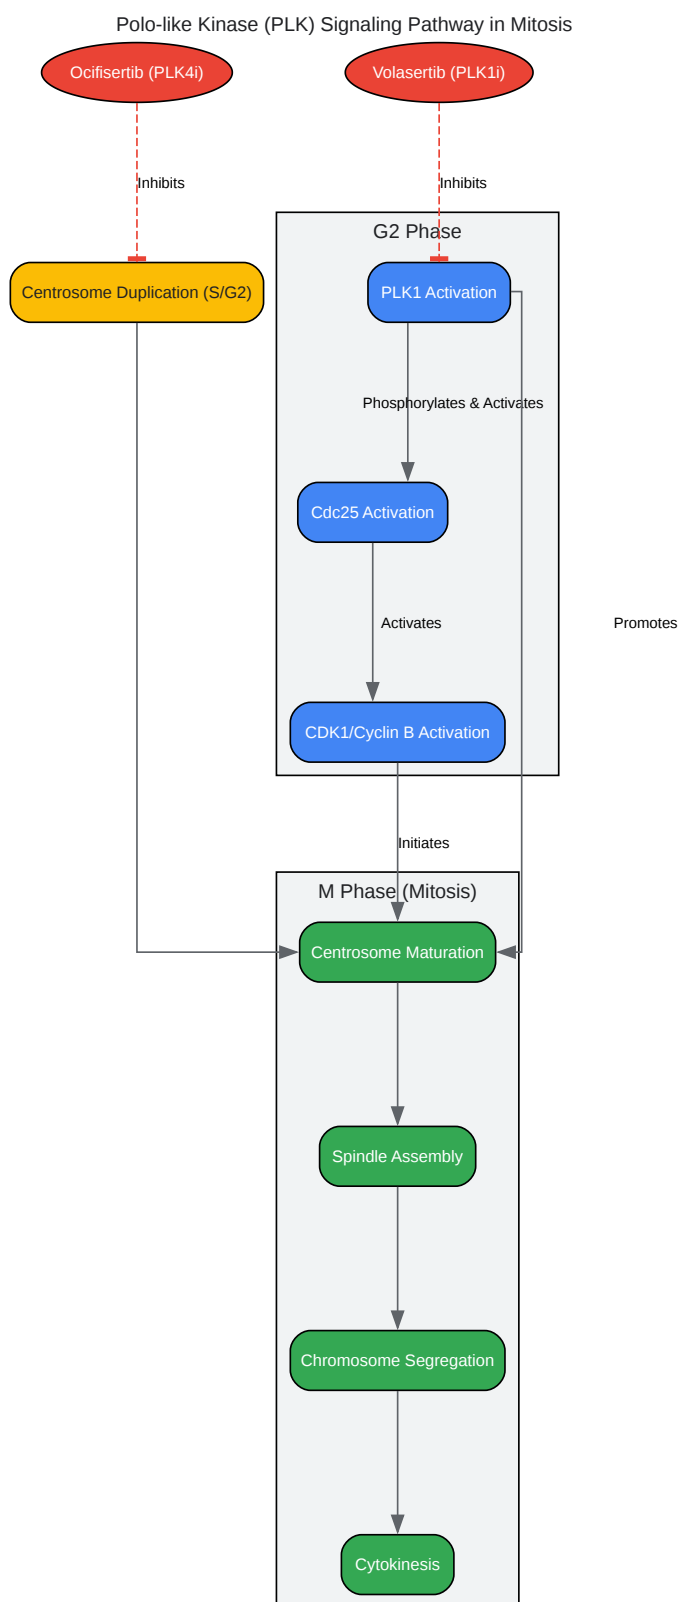 Polo-like Kinase (PLK) Signaling Pathway in Mitosis
Ocifisertib (PLK4i)
Volasertib (PLK1i)
Inhibits
Inhibits
G2 Phase
Centrosome Duplication (S/G2)
PLK1 Activation
Phosphorylates & Activates
Cdc25 Activation
Activates
Promotes
CDK1/Cyclin B Activation
Initiates
M Phase (Mitosis)
Centrosome Maturation
Spindle Assembly
Chromosome Segregation
Cytokinesis